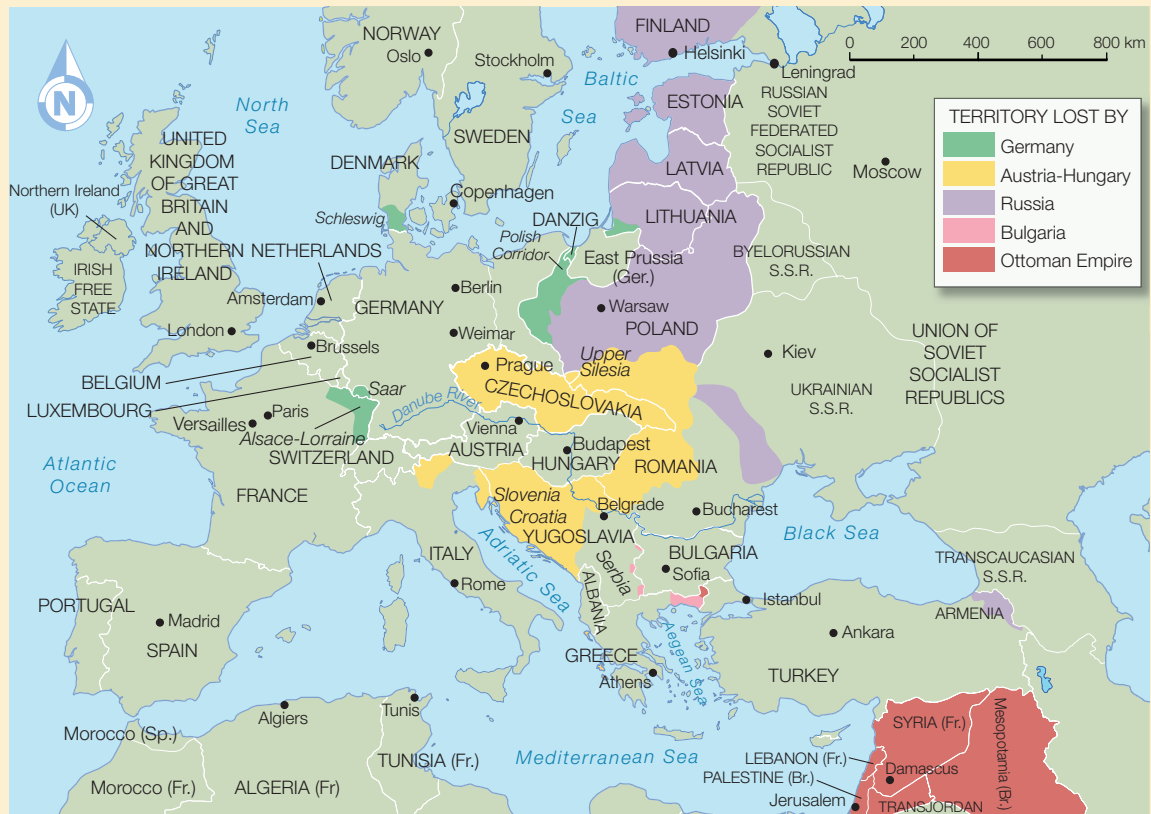 NORWAY
Oslo
Stockholm
FINLAND
Helsinki
0 200 400 600 800 km
Leningrad
RUSSIAN
SOVIET
FEDERATED
SOCIALIST
REPUBLIC
Moscow
TERRITORY LOST BY
Germany
Austria-Hungary
Russia
Bulgaria
Ottoman Empire
N
North
Sea
Baltic
Sea
ESTONIA
SWEDEN
LATVIA
DENMARK
Copenhagen
Schleswig
LITHUANIA
UNITED
KINGDOM
OF GREAT
BRITAIN
AND
NORTHERN
IRELAND
Northern Ireland
(UK)
IRISH
FREE
STATE
NETHERLANDS
DANZIG
Polish
Corridor
East Prussia
(Ger.)
BYELORUSSIAN
S.S.R.
Amsterdam
GERMANY
Berlin
Warsaw
POLAND
London
Weimar
Brussels
BELGIUM
LUXEMBOURG
Prague
Upper
Silesia
CZECHOSLOVAKIA
Kiev
UKRAINIAN
S.S.R.
UNION OF
SOVIET
SOCIALIST
REPUBLICS
Saar
Paris
Versailles
Alsace-Lorraine
Danube River
Vienna
AUSTRIA
Budapest
HUNGARY
ROMANIA
SWITZERLAND
Atlantic
Ocean
FRANCE
Slovenia
Croatia
Belgrade
YUGOSLAVIA
Bucharest
Black Sea
Adriatic Sea
ITALY
Rome
Serbia
BULGARIA
Sofia
ALBANIA
TRANSCAUCASIAN
S.S.R.
ARMENIA
Istanbul
Ankara
TURKEY
PORTUGAL
Madrid
SPAIN
GREECE
Athens
Aegean Sea
Algiers
Tunis
Morocco (Sp.)
Morocco (Fr.)
ALGERIA (Fr)
TUNISIA (Fr.)
Mediterranean Sea
SYRIA (Fr.)
Mesopotamia (Br.)
LEBANON (Fr.)
Damascus
PALESTINE (Br.)
Jerusalem
TRANSJORDAN